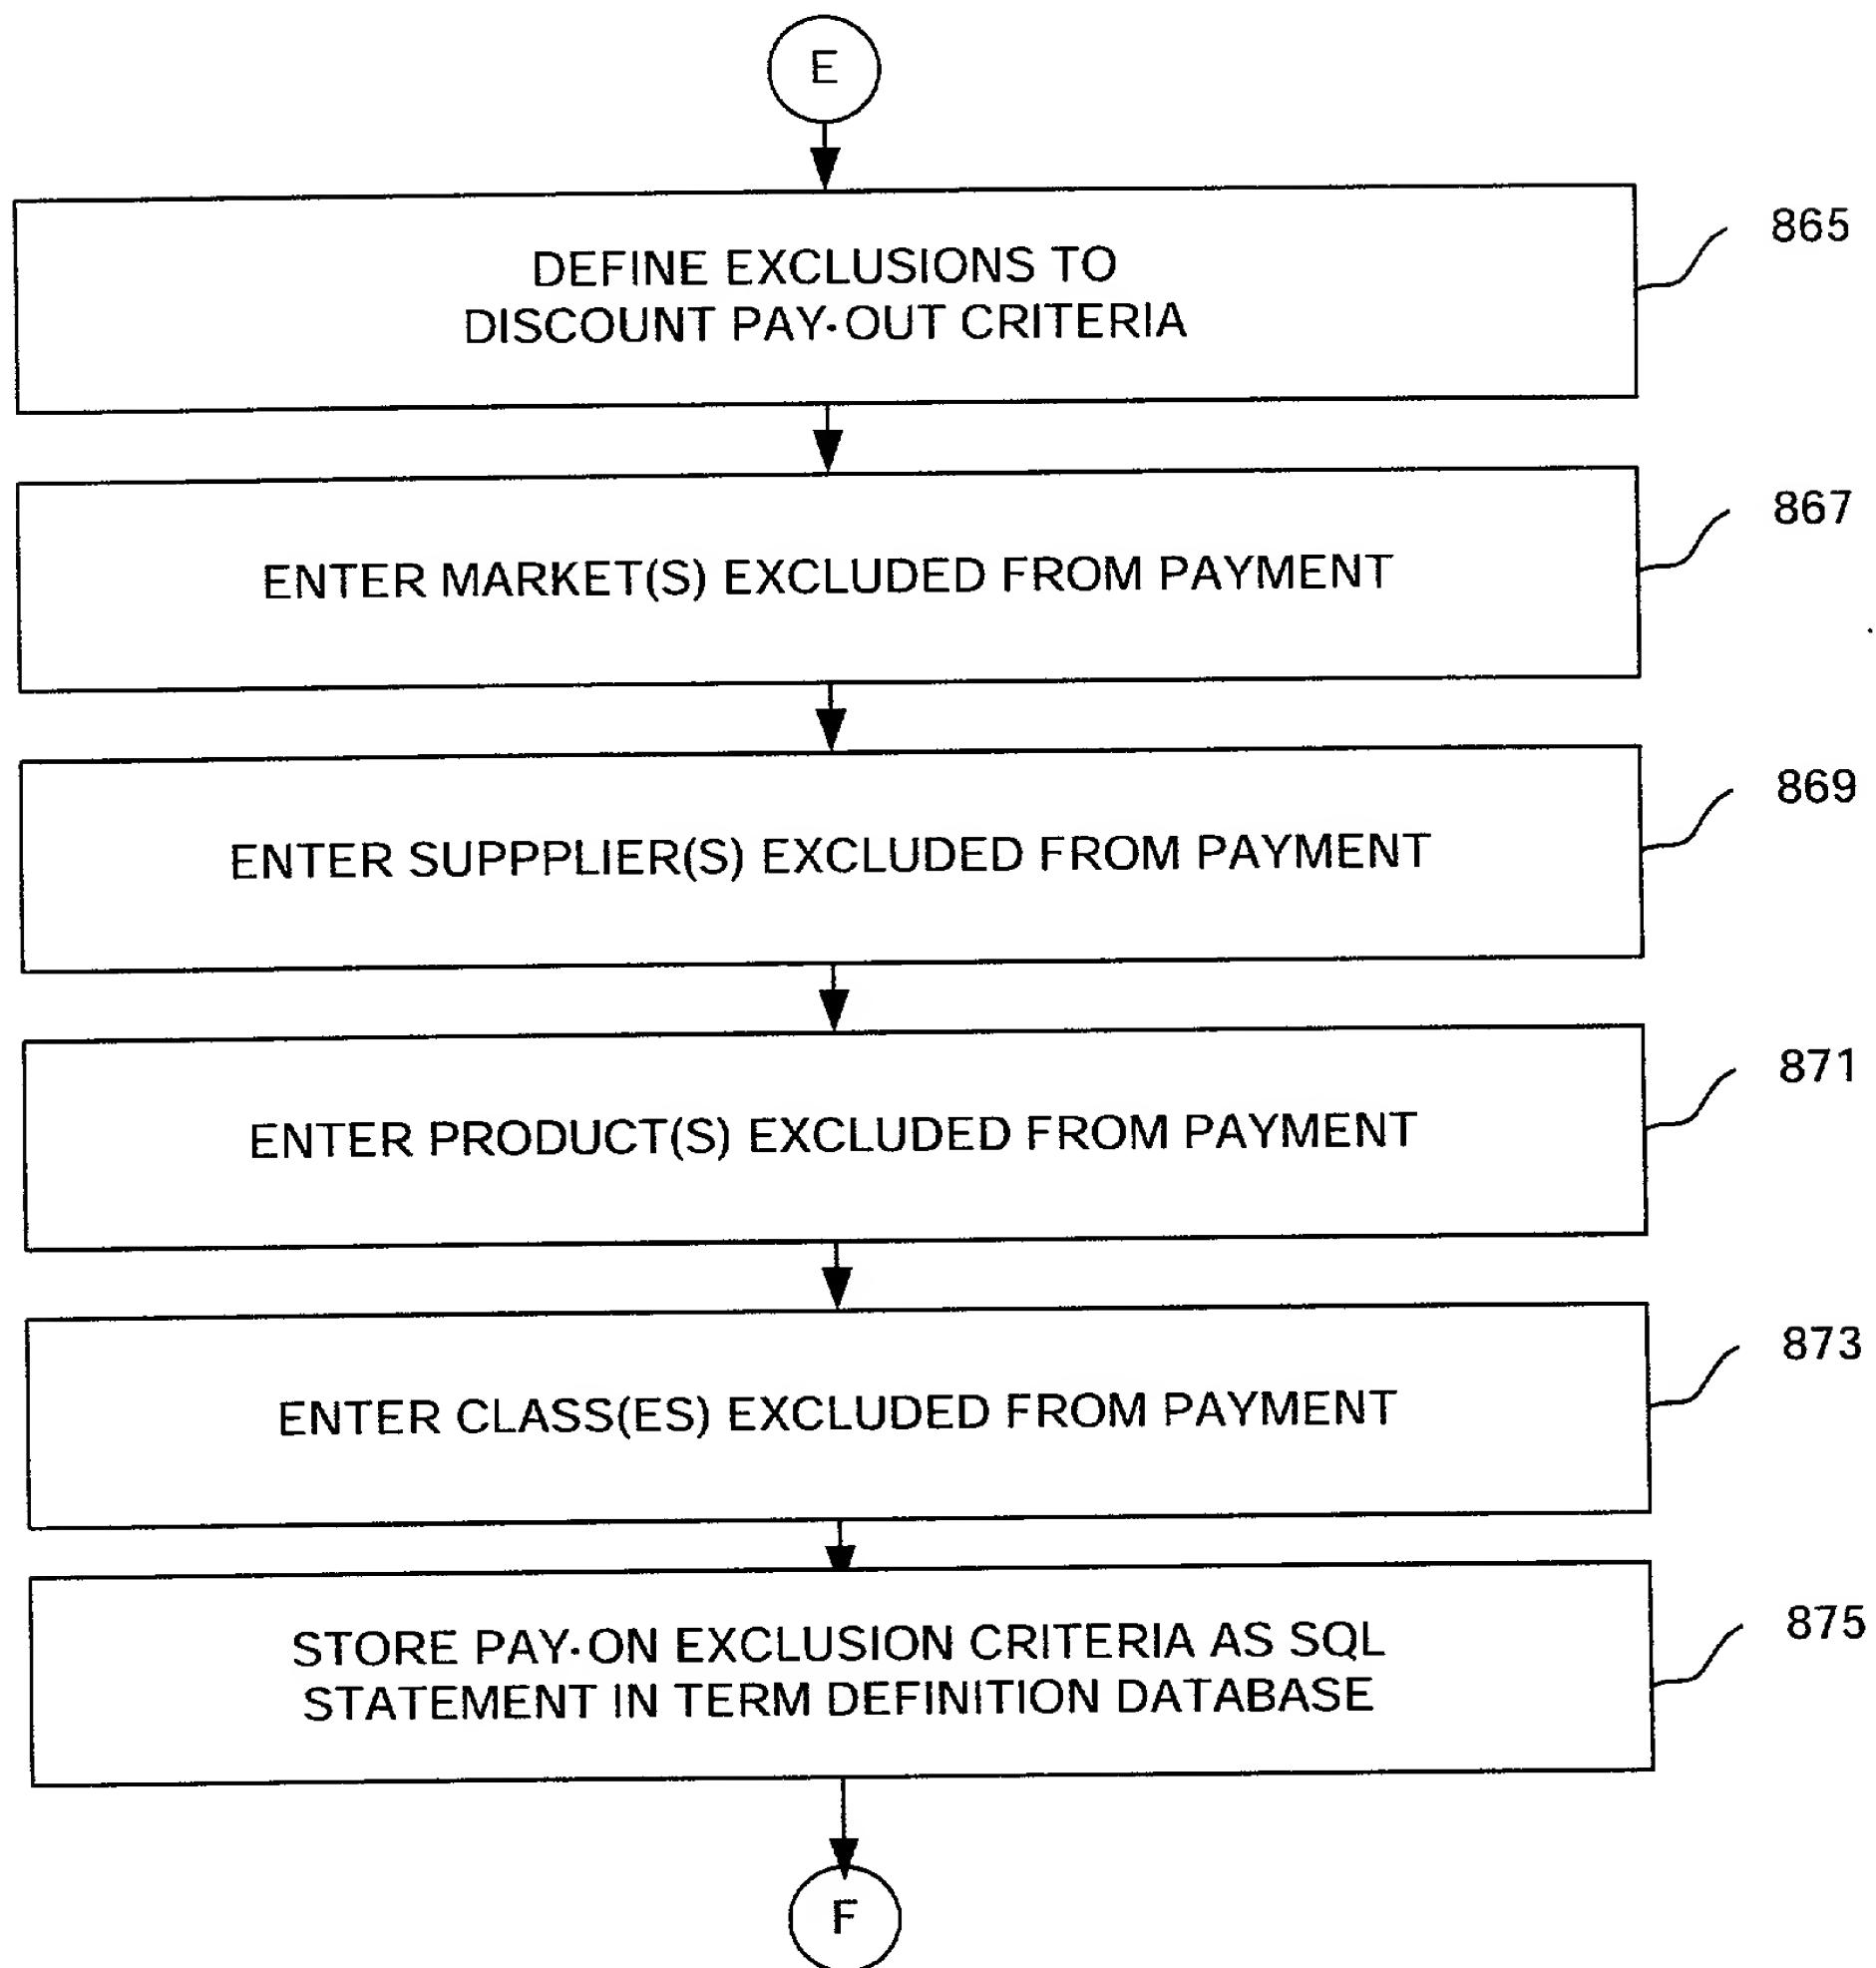 E
DEFINE EXCLUSIONS TO
DISCOUNT PAY-OUT CRITERIA
865
ENTER MARKET(S) EXCLUDED FROM PAYMENT
867
ENTER SUPPPLIER(S) EXCLUDED FROM PAYMENT
869
ENTER PRODUCT(S) EXCLUDED FROM PAYMENT
871
ENTER CLASS(ES) EXCLUDED FROM PAYMENT
873
STORE PAY-ON EXCLUSION CRITERIA AS SQL
STATEMENT IN TERM DEFINITION DATABASE
875
F